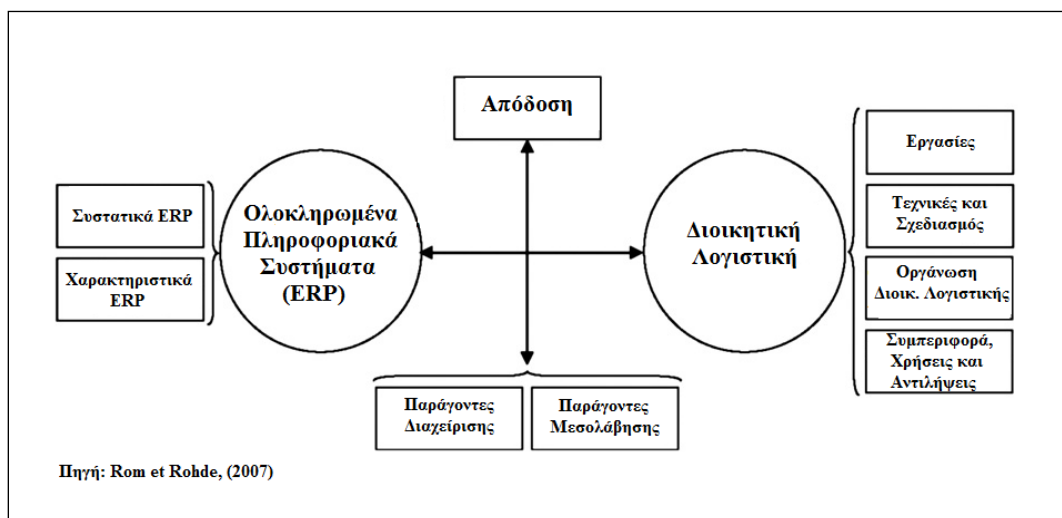 Απόδοση
Συστατικά ERP
Χαρακτηριστικά
ERP
Ολοκληρωμένα
Πληροφοριακά
Συστήματα
(ERP)
Διοικητική
Λογιστική
Εργασίες
Τεχνικές και
Σχεδιασμός
Οργάνωση
Διοικ. Λογιστικής
Συμπεριφορά,
Χρήσεις και
Αντιλήψεις
Παράγοντες
Διαχείρισης
Παράγοντες
Μεσολάβησης
Πηγή: Rom et Rohde, (2007)